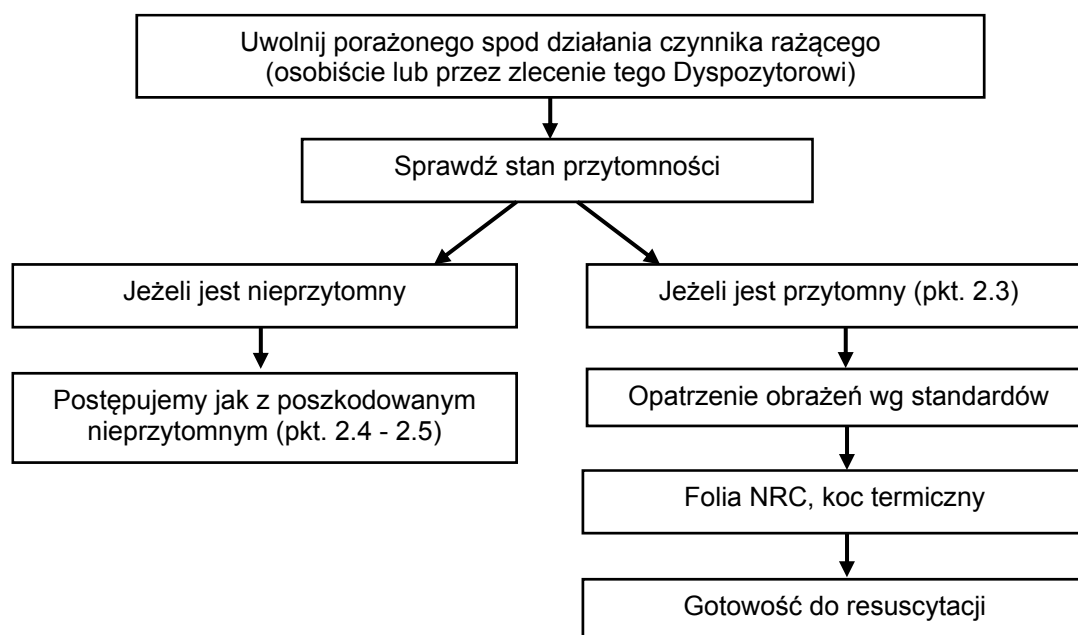 Uwolnij porażonego spod działania czynnika rażącego
(osobiście lub przez zlecenie tego Dyspozytorowi)
Sprawdź stan przytomności
Jeżeli jest nieprzytomny
Jeżeli jest przytomny (pkt. 2.3)
Postępujemy jak z poszkodowanym
nieprzytomnym (pkt. 2.4 - 2.5)
Opatrzenie obrażeń wg standardów
Folia NRC, koc termiczny
Gotowość do resuscytacji